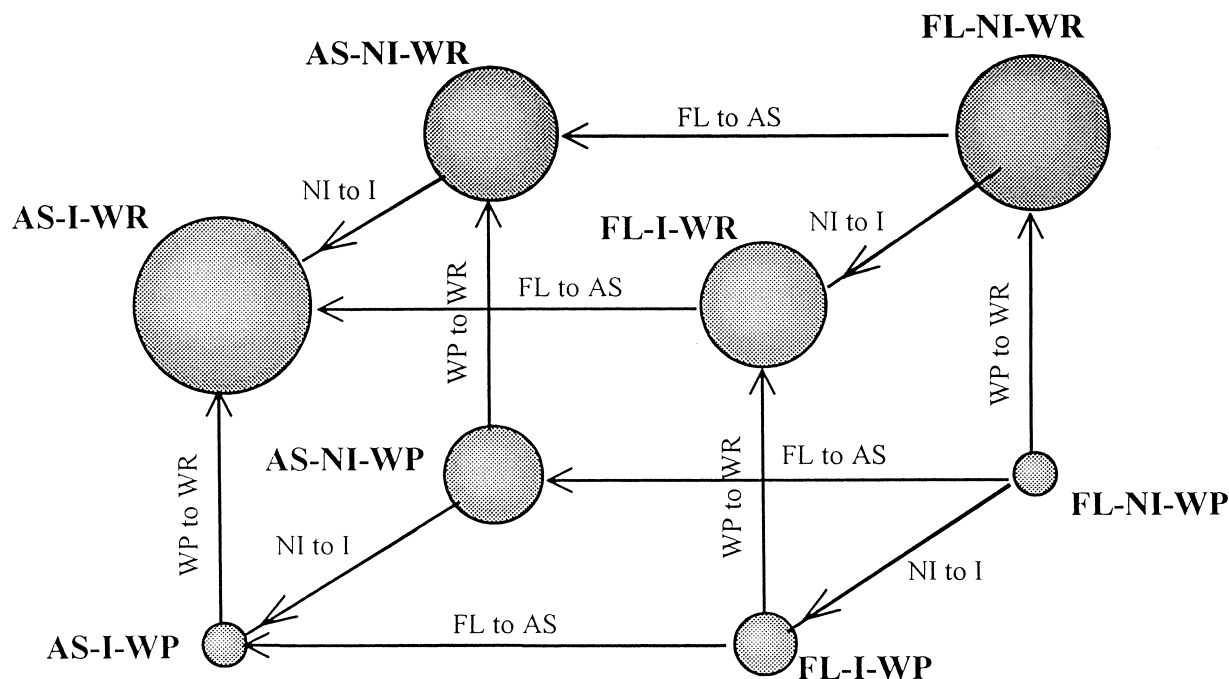 FL-NI-WR
AS-NI-WR
FL to AS
NI to I
AS-I-WR
FL-I-WR
NI to I
FL to AS
WP to WR
WP to WR
AS-NI-WP
FL to AS
WP to WR
WP to WR
FL-NI-WP
NI to I
NI to I
FL to AS
AS-I-WP
FL-I-WP